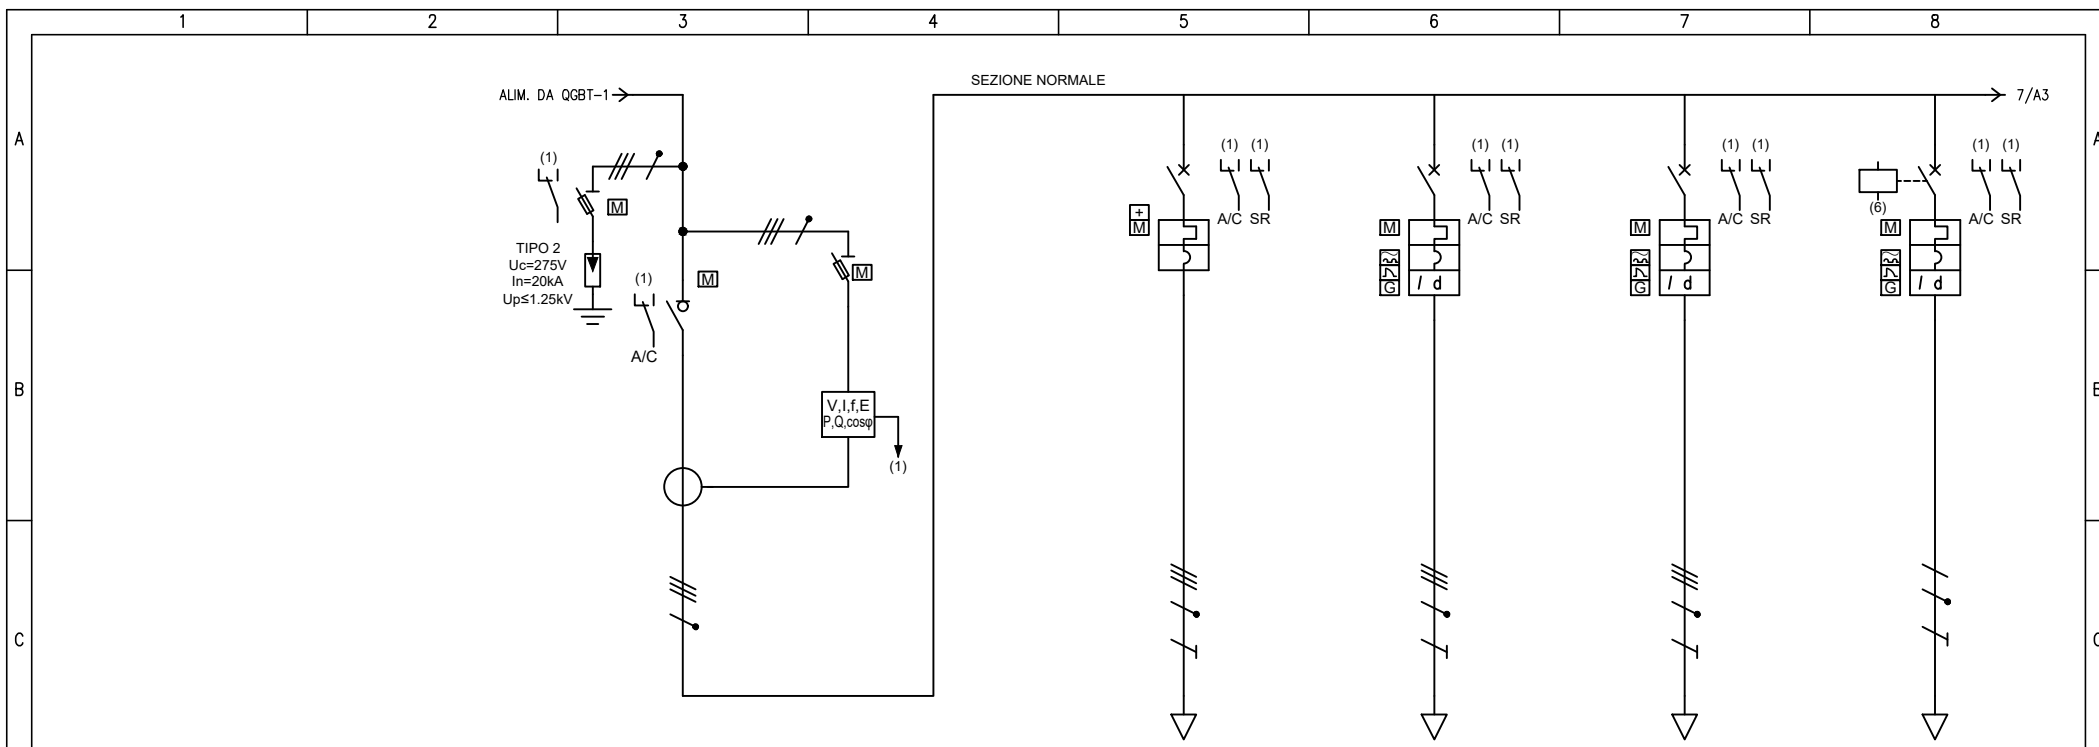 1 2 3 4 5 6 7 8
SEZIONE NORMALE
ALIM. DA QGBT-1
7/A3
A A
(1)
(1) (1)
(1) (1)
(1) (1)
(1) (1)
M
A/C SR
A/C SR
A/C SR
(6)
A/C SR
+
M
M
M
M
TIPO 2
Uc=275V
In=20kA
Up≤1.25kV
(1)
M
M
G
I d
G
I d
G
I d
A/C
B B
V,I,f,E
P,Q,cosφ
(1)
C C